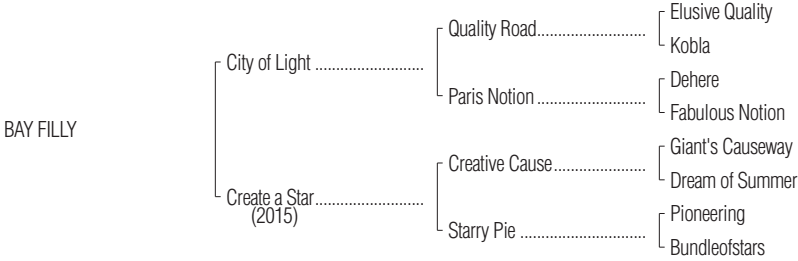 Elusive Quality
Quality Road..........................
Kobla
City of Light ..........................
Dehere
Paris Notion ..........................
Fabulous Notion
BAY FILLY
Giant's Causeway
Creative Cause......................
Dream of Summer
Create a Star..........................
(2015)
Pioneering
Starry Pie ..............................
Bundleofstars